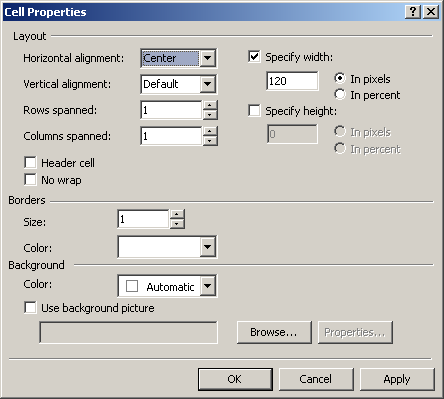 Cell Properties
Layout
Horizontal alignment: Center
Specify width:
Vertical alignment: Default
120
In pixels
In percent
Rows spanned: 1
Specify height:
Columns spanned: 1
0
In pixels
In percent
Header cell
No wrap
Borders
Size: 1
Color:
Background
Color: Automatic
Use background picture
Browse... Properties...
OK Cancel Apply